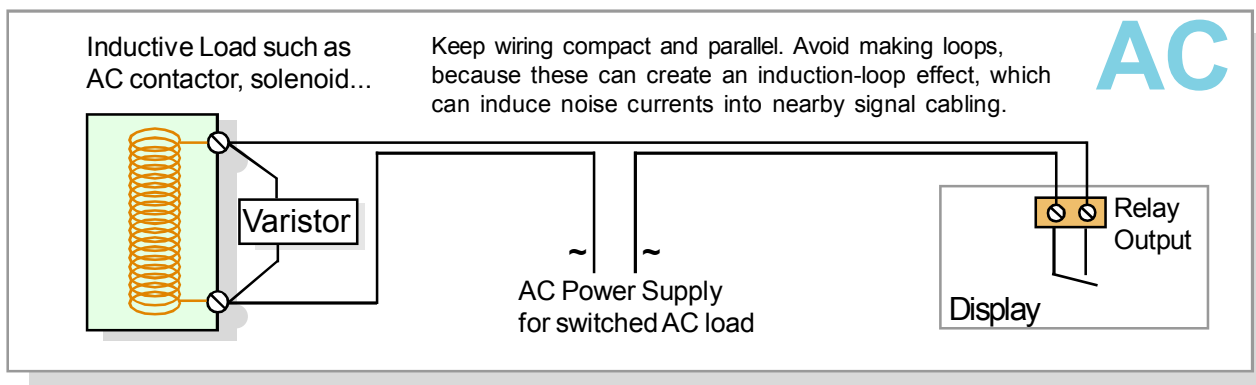 Inductive Load such as
AC contactor, solenoid...
Keep wiring compact and parallel. Avoid making loops,
because these can create an induction-loop effect, which
can induce noise currents into nearby signal cabling.
AC
Varistor
~ ~
AC Power Supply
for switched AC load
Relay
Output
Display